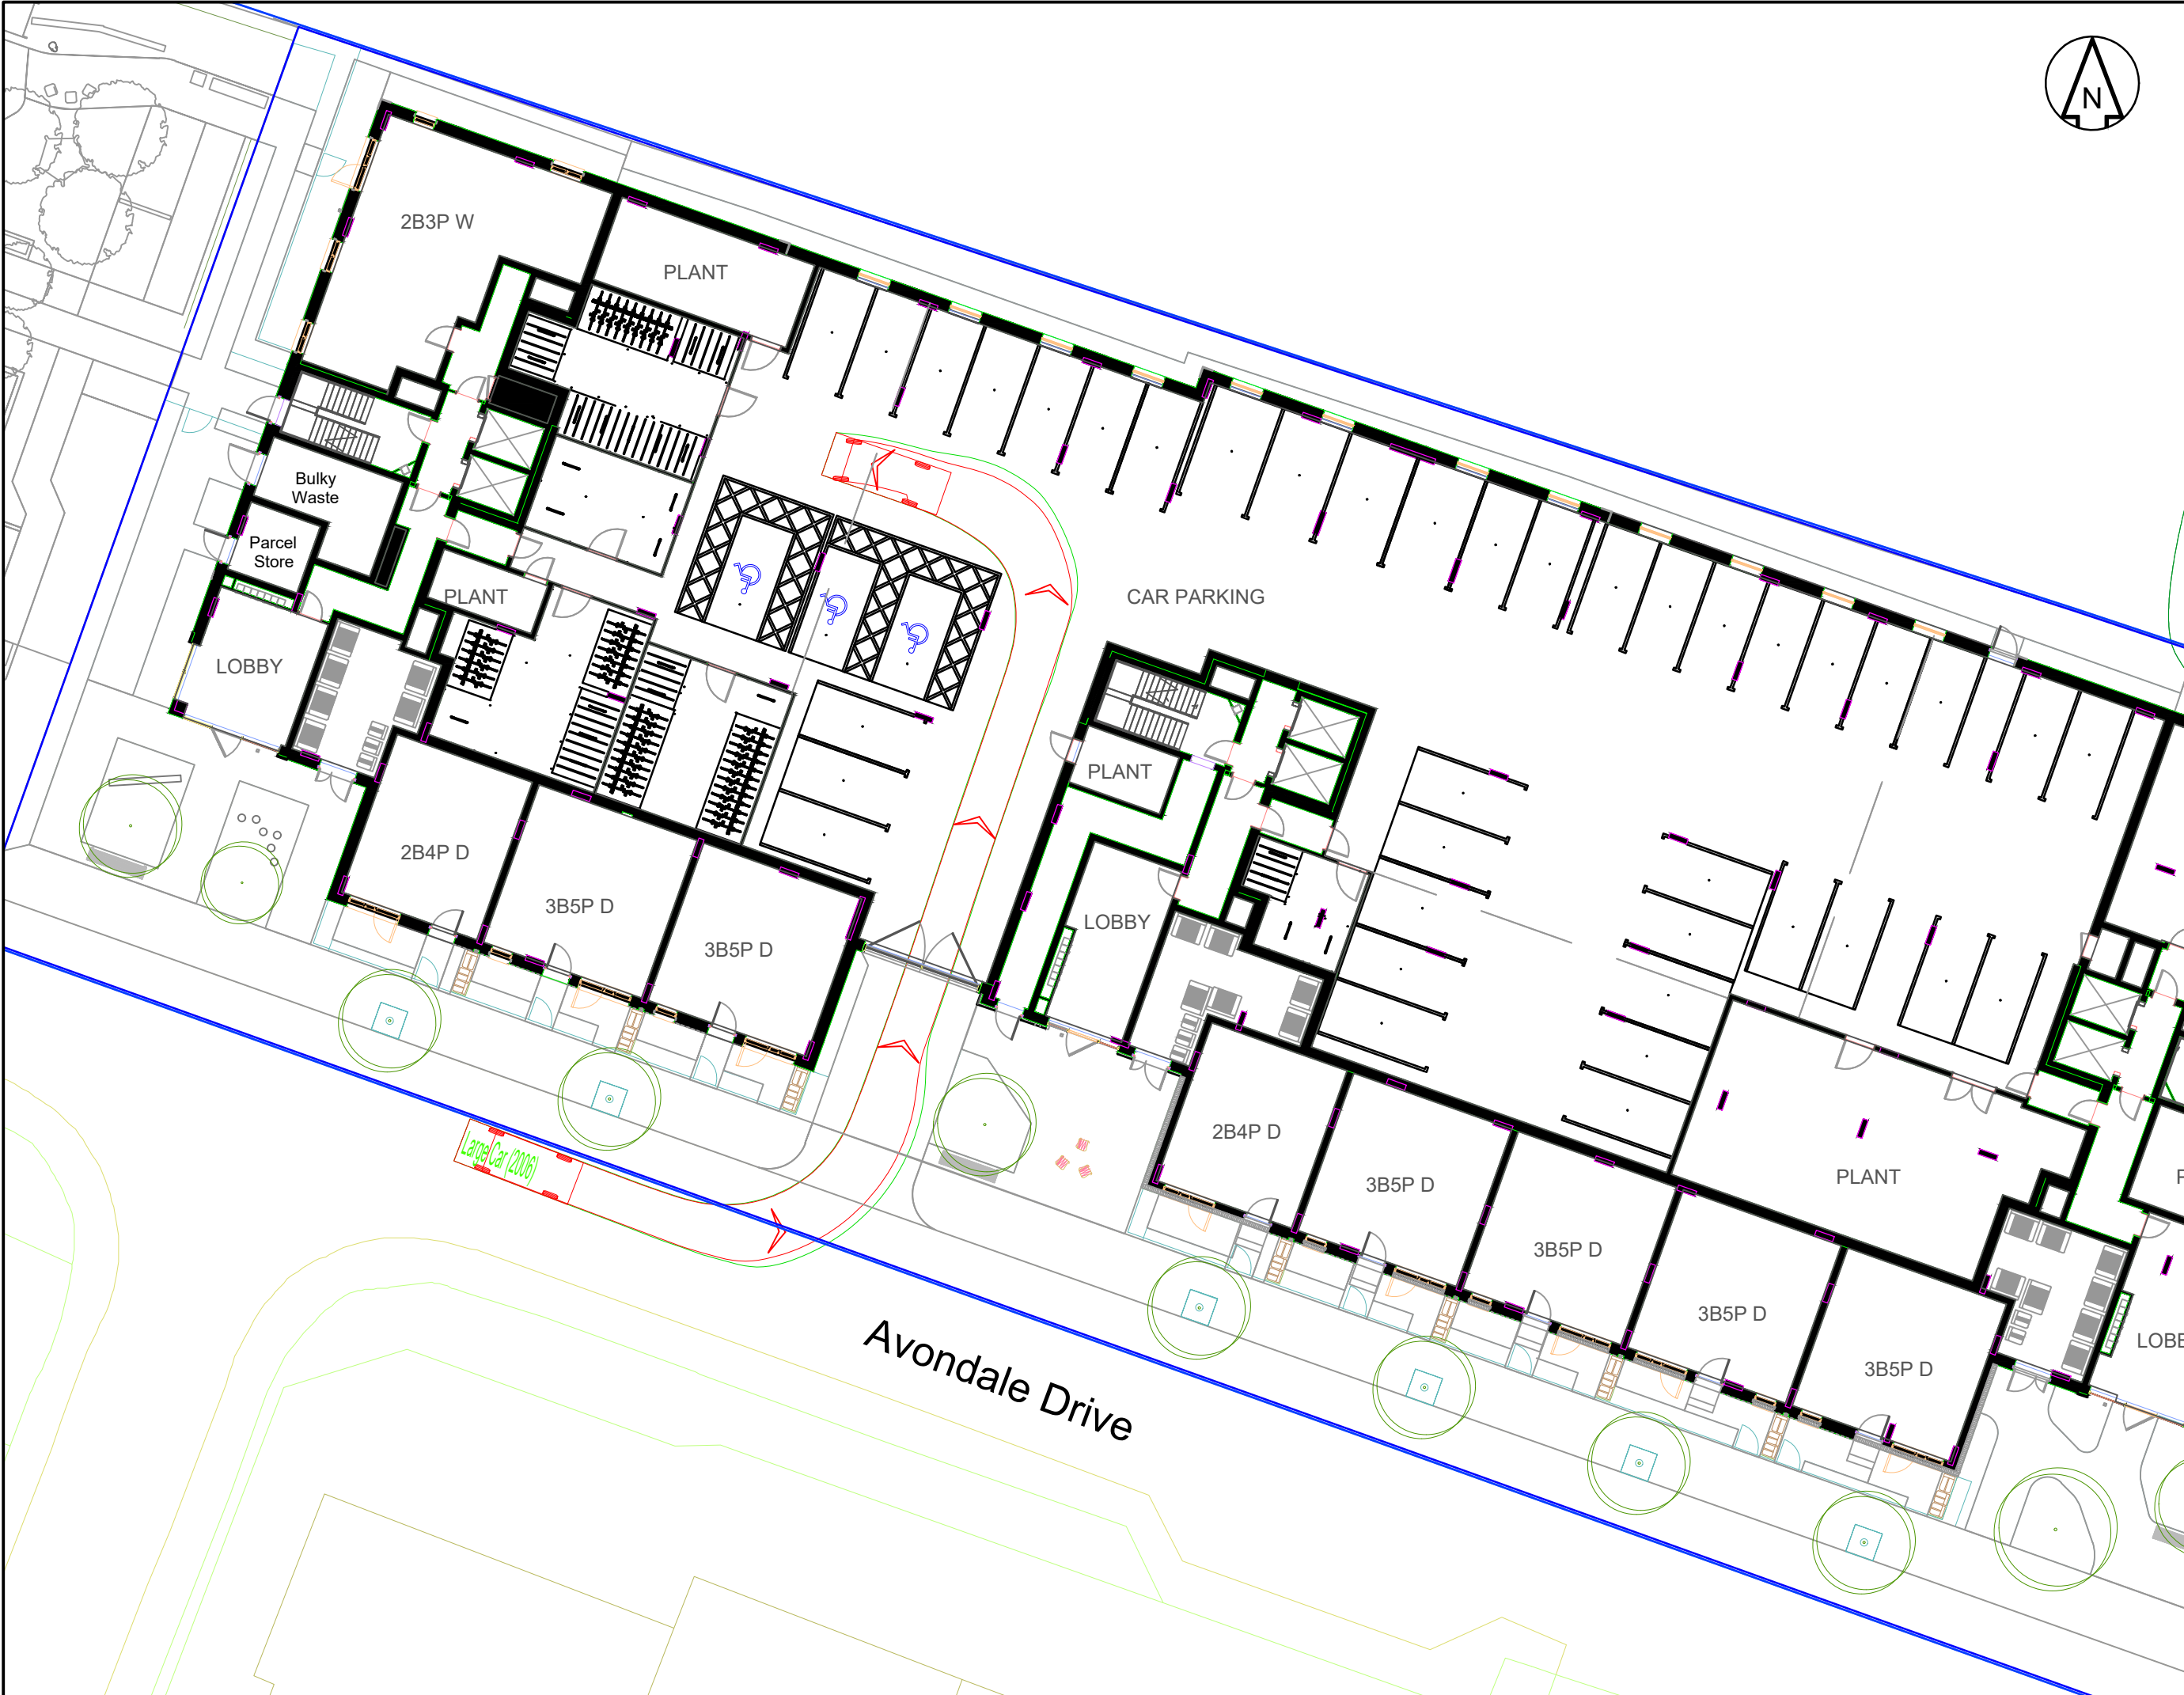 N
2B3P W
PLANT
Bulky
Waste
Parcel
Store
PLANT
CAR PARKING
LOBBY
PLANT
2B4P D
3B5P D
3B5P D
LOBBY
Large Car (2006)
2B4P D
3B5P D
3B5P D
3B5P D
3B5P D
PLANT
LOBB
Avondale Drive